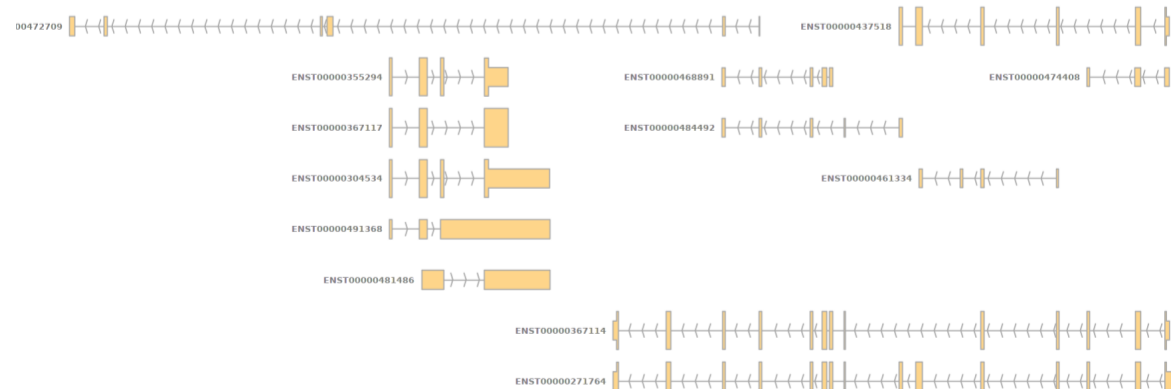 00472709 ENST00000437518
ENST00000355294 ENST00000468891 ENST00000474408
ENST00000367117 ENST00000484492
ENST00000304534 ENST00000461334
ENST00000491368
ENST00000481486
ENST00000367114
ENST00000271764